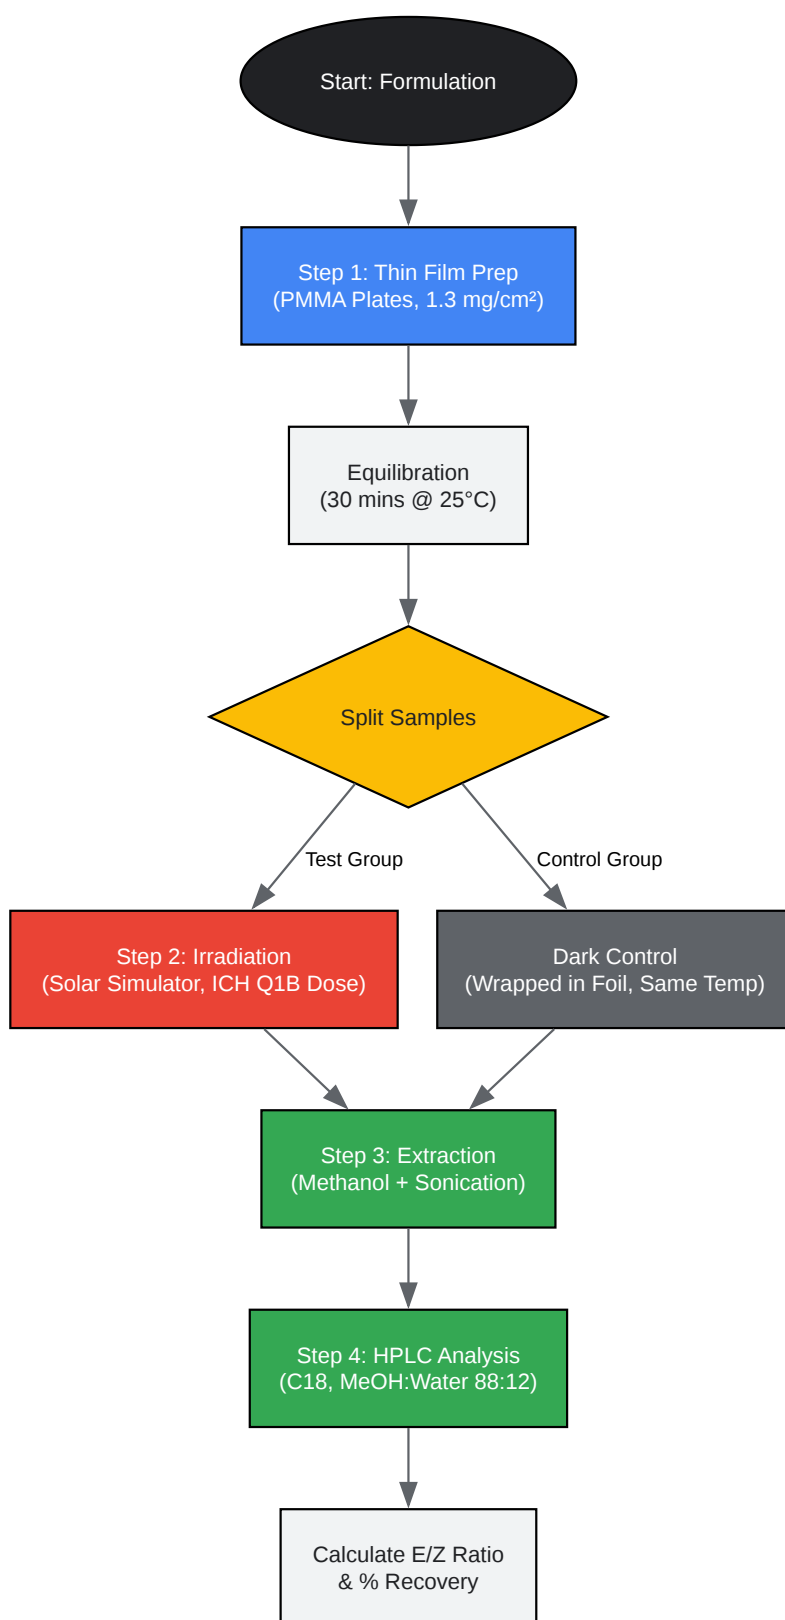 Start: Formulation
Step 1: Thin Film Prep
(PMMA Plates, 1.3 mg/cm²)
Equilibration
(30 mins @ 25°C)
Split Samples
Test Group
Control Group
Step 2: Irradiation
(Solar Simulator, ICH Q1B Dose)
Dark Control
(Wrapped in Foil, Same Temp)
Step 3: Extraction
(Methanol + Sonication)
Step 4: HPLC Analysis
(C18, MeOH:Water 88:12)
Calculate E/Z Ratio
& % Recovery